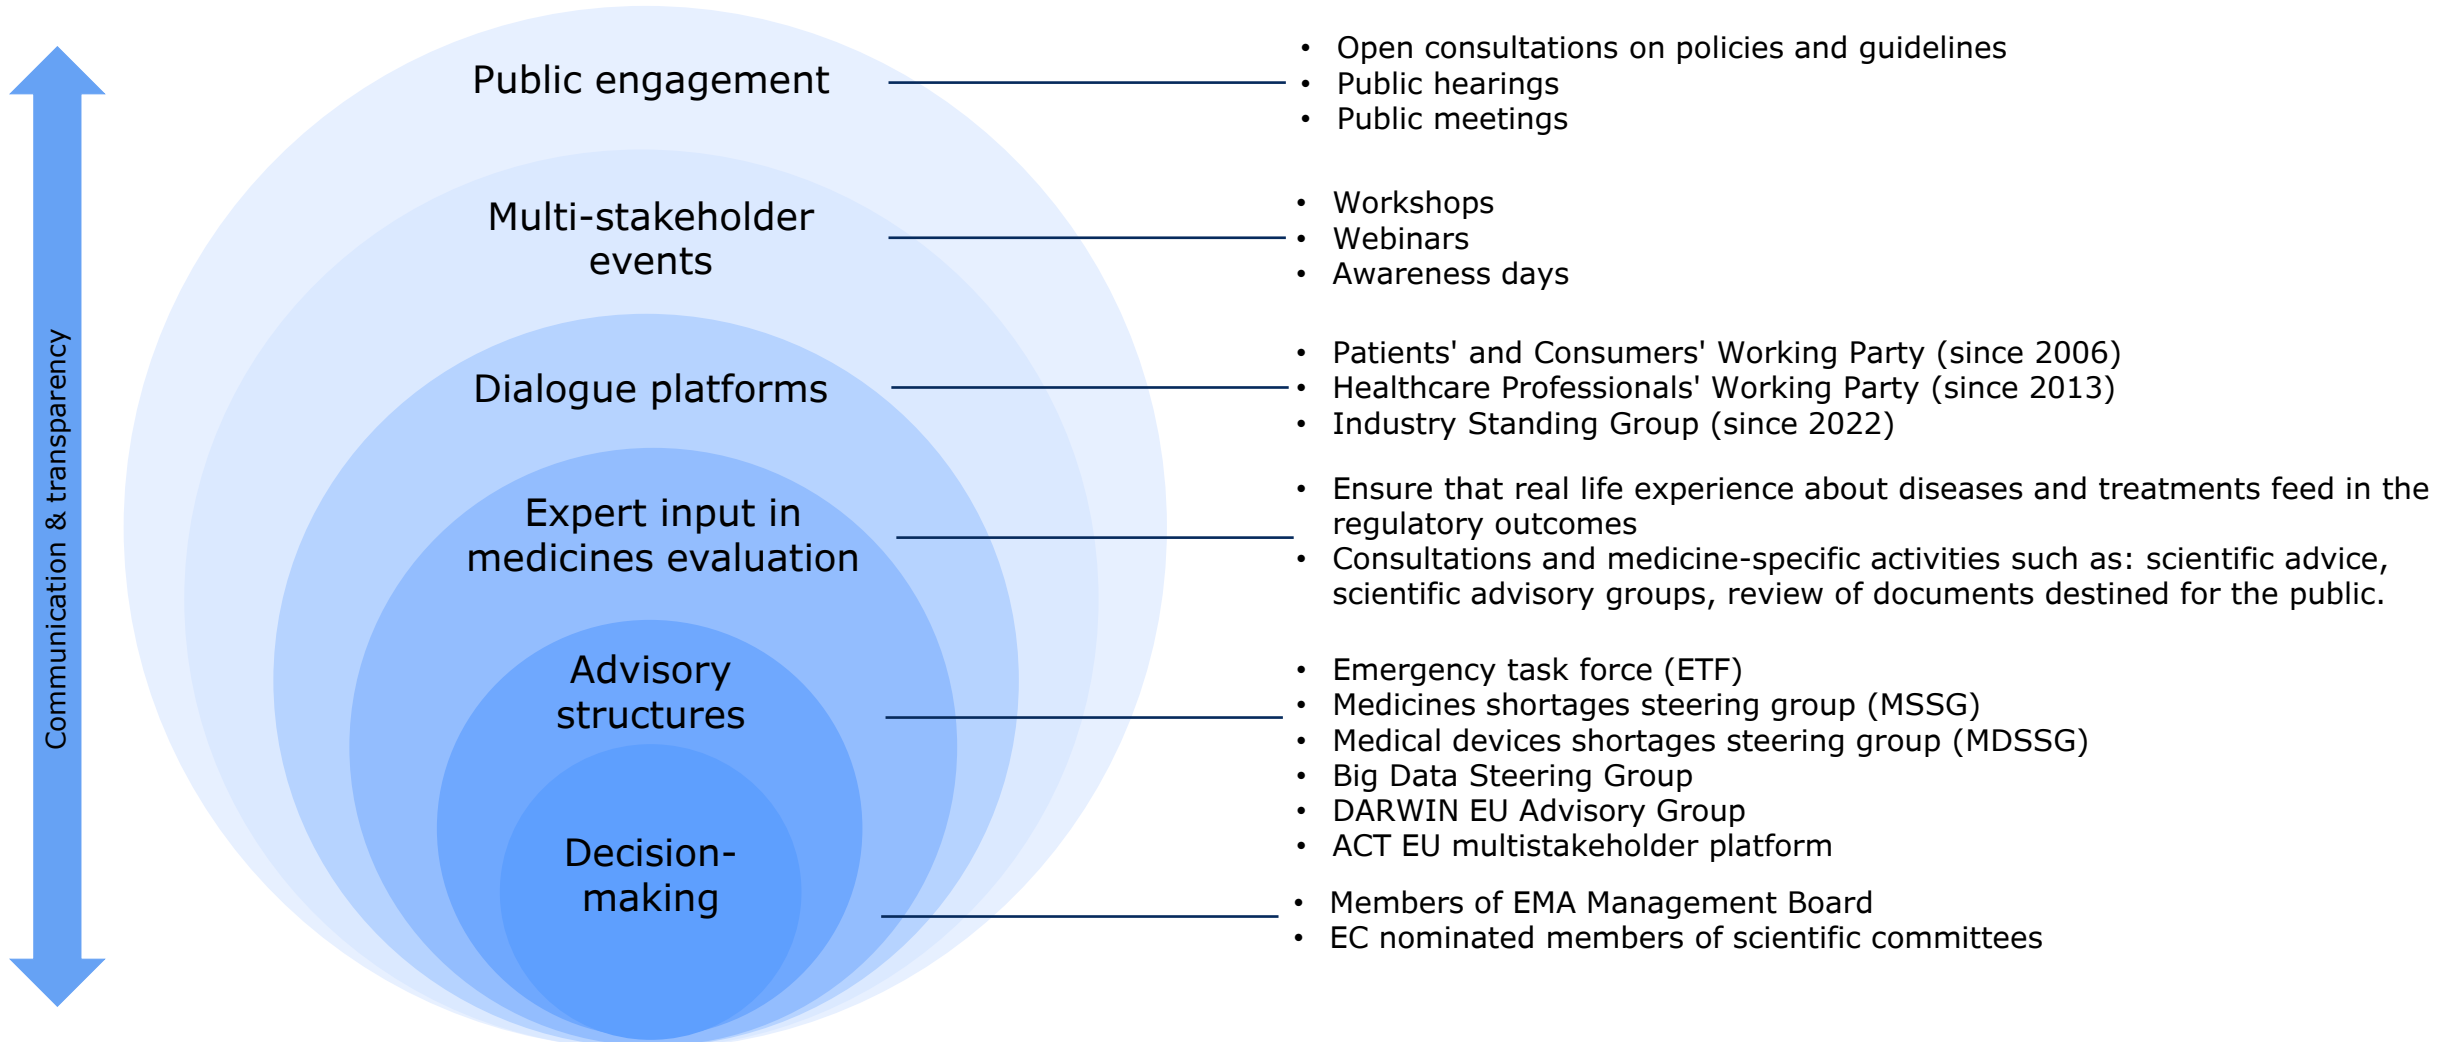 Public engagement
• Open consultations on policies and guidelines
• Public hearings
• Public meetings
Multi-stakeholder
events
• Workshops
• Webinars
• Awareness days
Dialogue platforms
• Patients' and Consumers' Working Party (since 2006)
• Healthcare Professionals' Working Party (since 2013)
• Industry Standing Group (since 2022)
Expert input in
medicines evaluation
• Ensure that real life experience about diseases and treatments feed in the
regulatory outcomes
• Consultations and medicine-specific activities such as: scientific advice,
scientific advisory groups, review of documents destined for the public.
Advisory
structures
• Emergency task force (ETF)
• Medicines shortages steering group (MSSG)
• Medical devices shortages steering group (MDSSG)
• Big Data Steering Group
• DARWIN EU Advisory Group
• ACT EU multistakeholder platform
Decision-
making
• Members of EMA Management Board
• EC nominated members of scientific committees
Communication & transparency